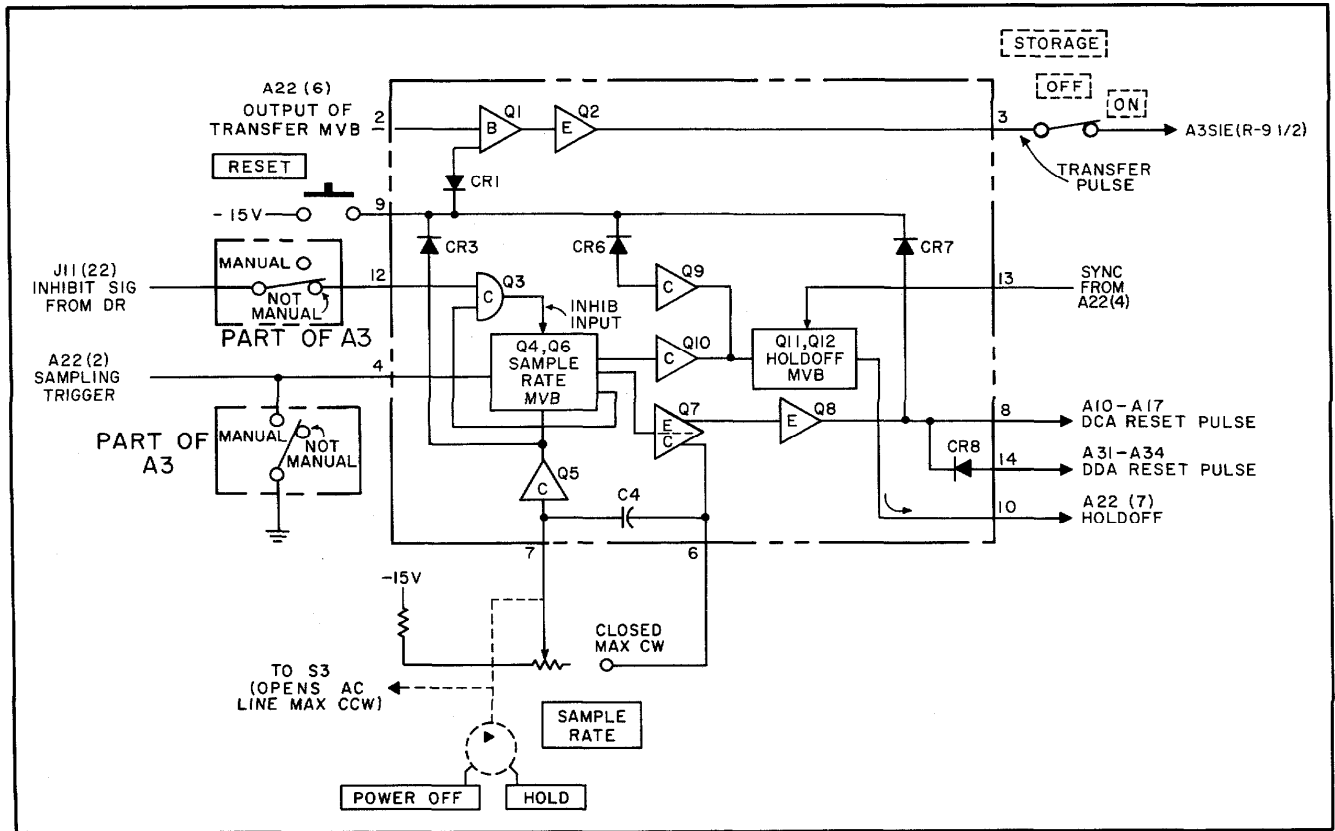 STORAGE
OFF
ON
A22 (6)
OUTPUT OF
TRANSFER MVB
2
B
Q1
E
Q2
3
A3S1E(R-9 1/2)
TRANSFER
PULSE
RESET
CR1
-15V
9
CR3
CR6
CR7
J11(22)
INHIBIT SIG
FROM DR
MANUAL
NOT
MANUAL
PART OF A3
12
C
Q3
INHIB
INPUT
C
Q9
13
SYNC
FROM
A22(4)
Q4,Q6
SAMPLE
RATE
MVB
C
Q10
Q11,Q12
HOLDOFF
MVB
A22(2)
SAMPLING
TRIGGER
4
PART OF
A3
MANUAL
NOT
MANUAL
E
C
Q7
E
Q8
8
A10-A17
DCA RESET PULSE
CR8
14
A31-A34
DDA RESET PULSE
C
Q5
C4
10
A22 (7)
HOLDOFF
7
6
-15V
CLOSED
MAX CW
TO S3
(OPENS AC
LINE MAX CCW)
SAMPLE
RATE
POWER OFF
HOLD